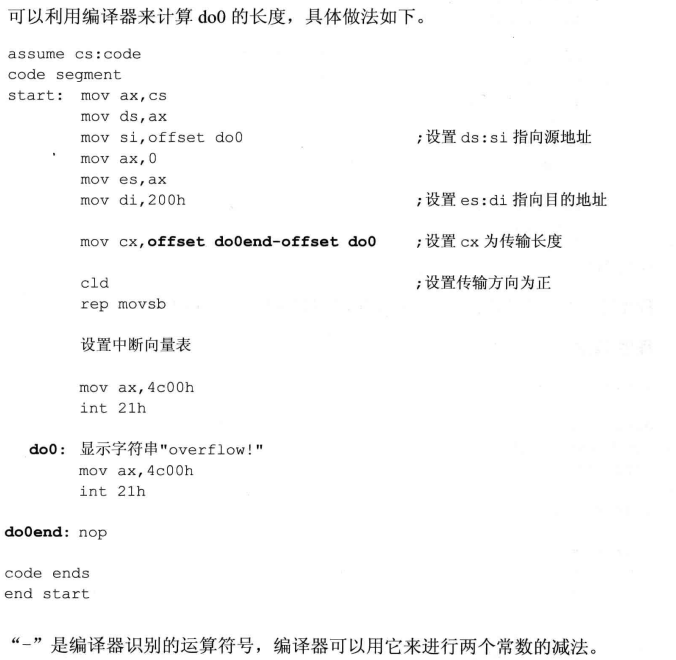 可以利用编译器来计算 do0 的长度，具体做法如下。
assume cs:code
code segment
start: mov ax,cs
mov ds,ax
mov si,offset do0 ;设置 ds:si 指向源地址
mov ax,0
mov es,ax
mov di,200h ;设置 es:di 指向目的地址
mov cx,offset do0end-offset do0 ;设置 cx 为传输长度
cld ;设置传输方向为正
rep movsb
设置中断向量表
mov ax,4c00h
int 21h
do0: 显示字符串"overflow!"
mov ax,4c00h
int 21h
do0end: nop
code ends
end start
“-”是编译器识别的运算符号，编译器可以用它来进行两个常数的减法。